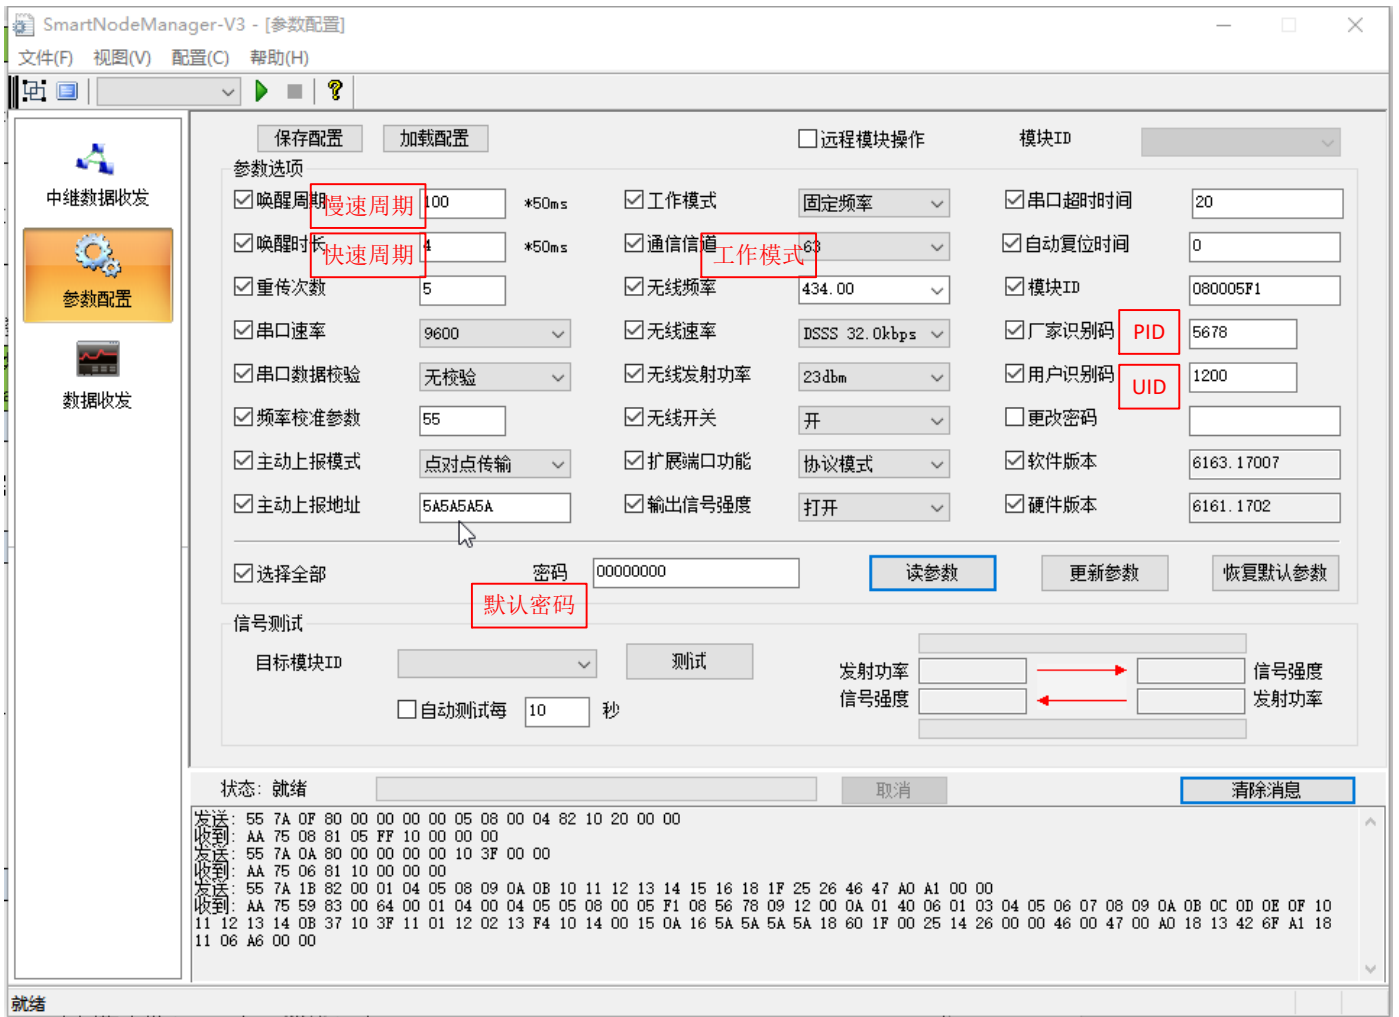 SmartNodeManager-V3 - [参数配置]
文件(F) 视图(V) 配置(C) 帮助(H)
中继数据收发
参数配置
数据收发
保存配置 加载配置 远程模块操作 模块ID
参数选项
唤醒周期 慢速周期 100 *50ms 工作模式 固定频率 串口超时时间 20
唤醒时长 快速周期 4 *50ms 通信信道 工作模式 63 自动复位时间 0
重传次数 5 无线频率 434.00 模块ID 080005F1
串口速率 9600 无线速率 DSSS 32.0kbps 厂家识别码 PID 5678
串口数据校验 无校验 无线发射功率 23dbm 用户识别码 UID 1200
频率校准参数 55 无线开关 开 更改密码
主动上报模式 点对点传输 扩展端口功能 协议模式 软件版本 6163.17007
主动上报地址 5A5A5A5A 输出信号强度 打开 硬件版本 6161.1702
选择全部 密码 00000000 读参数 更新参数 恢复默认参数
默认密码
信号测试
目标模块ID 测试 发射功率 信号强度
自动测试每 10 秒 信号强度 发射功率
状态: 就绪 取消 清除消息
发送: 55 7A 0F 80 00 00 00 00 05 08 00 04 82 10 20 00 00
收到: AA 75 08 81 05 FF 10 00 00 00
发送: 55 7A 0A 80 00 00 00 00 10 3F 00 00
收到: AA 75 06 81 10 00 00 00
发送: 55 7A 1B 82 00 01 04 05 08 09 0A 0B 10 11 12 13 14 15 16 18 1F 25 26 46 47 A0 A1 00 00
收到: AA 75 59 83 00 64 00 01 04 00 04 05 05 08 00 05 F1 08 56 78 09 12 00 0A 01 40 06 01 03 04 05 06 07 08 09 0A 0B 0C 0D 0E 0F 10
11 12 13 14 0B 37 10 3F 11 01 12 02 13 F4 10 14 00 15 0A 16 5A 5A 5A 5A 18 60 1F 00 25 14 26 00 00 46 00 47 00 A0 18 13 42 6F A1 18
11 06 A6 00 00
就绪